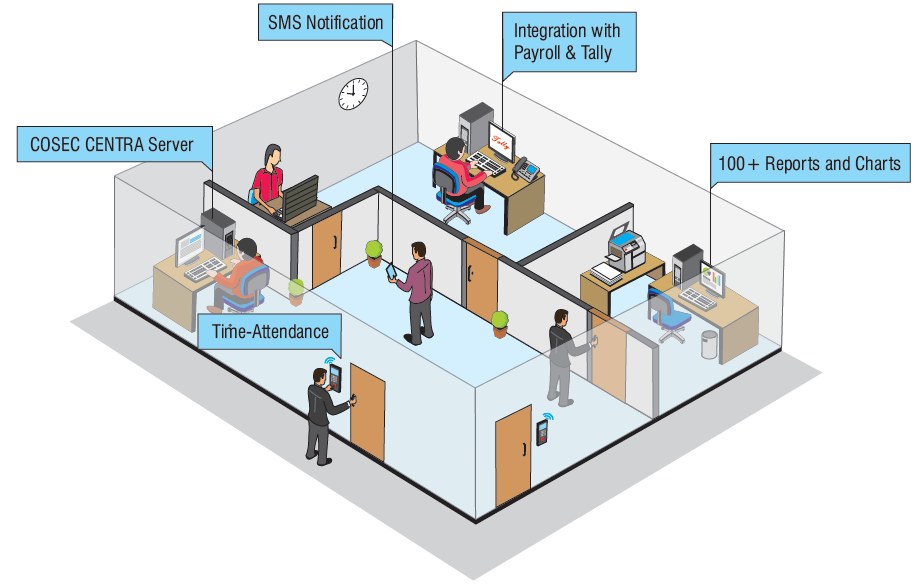 SMS Notification
Integration with
Payroll & Tally
COSEC CENTRA Server
Tally
100+ Reports and Charts
Time-Attendance